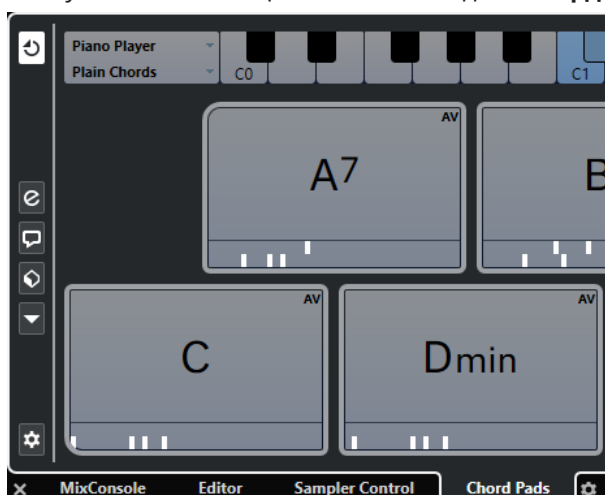 Piano Player
Plain Chords
C0
C1
AV
A7
B
AV
C
AV
Dmin
MixConsole Editor Sampler Control Chord Pads